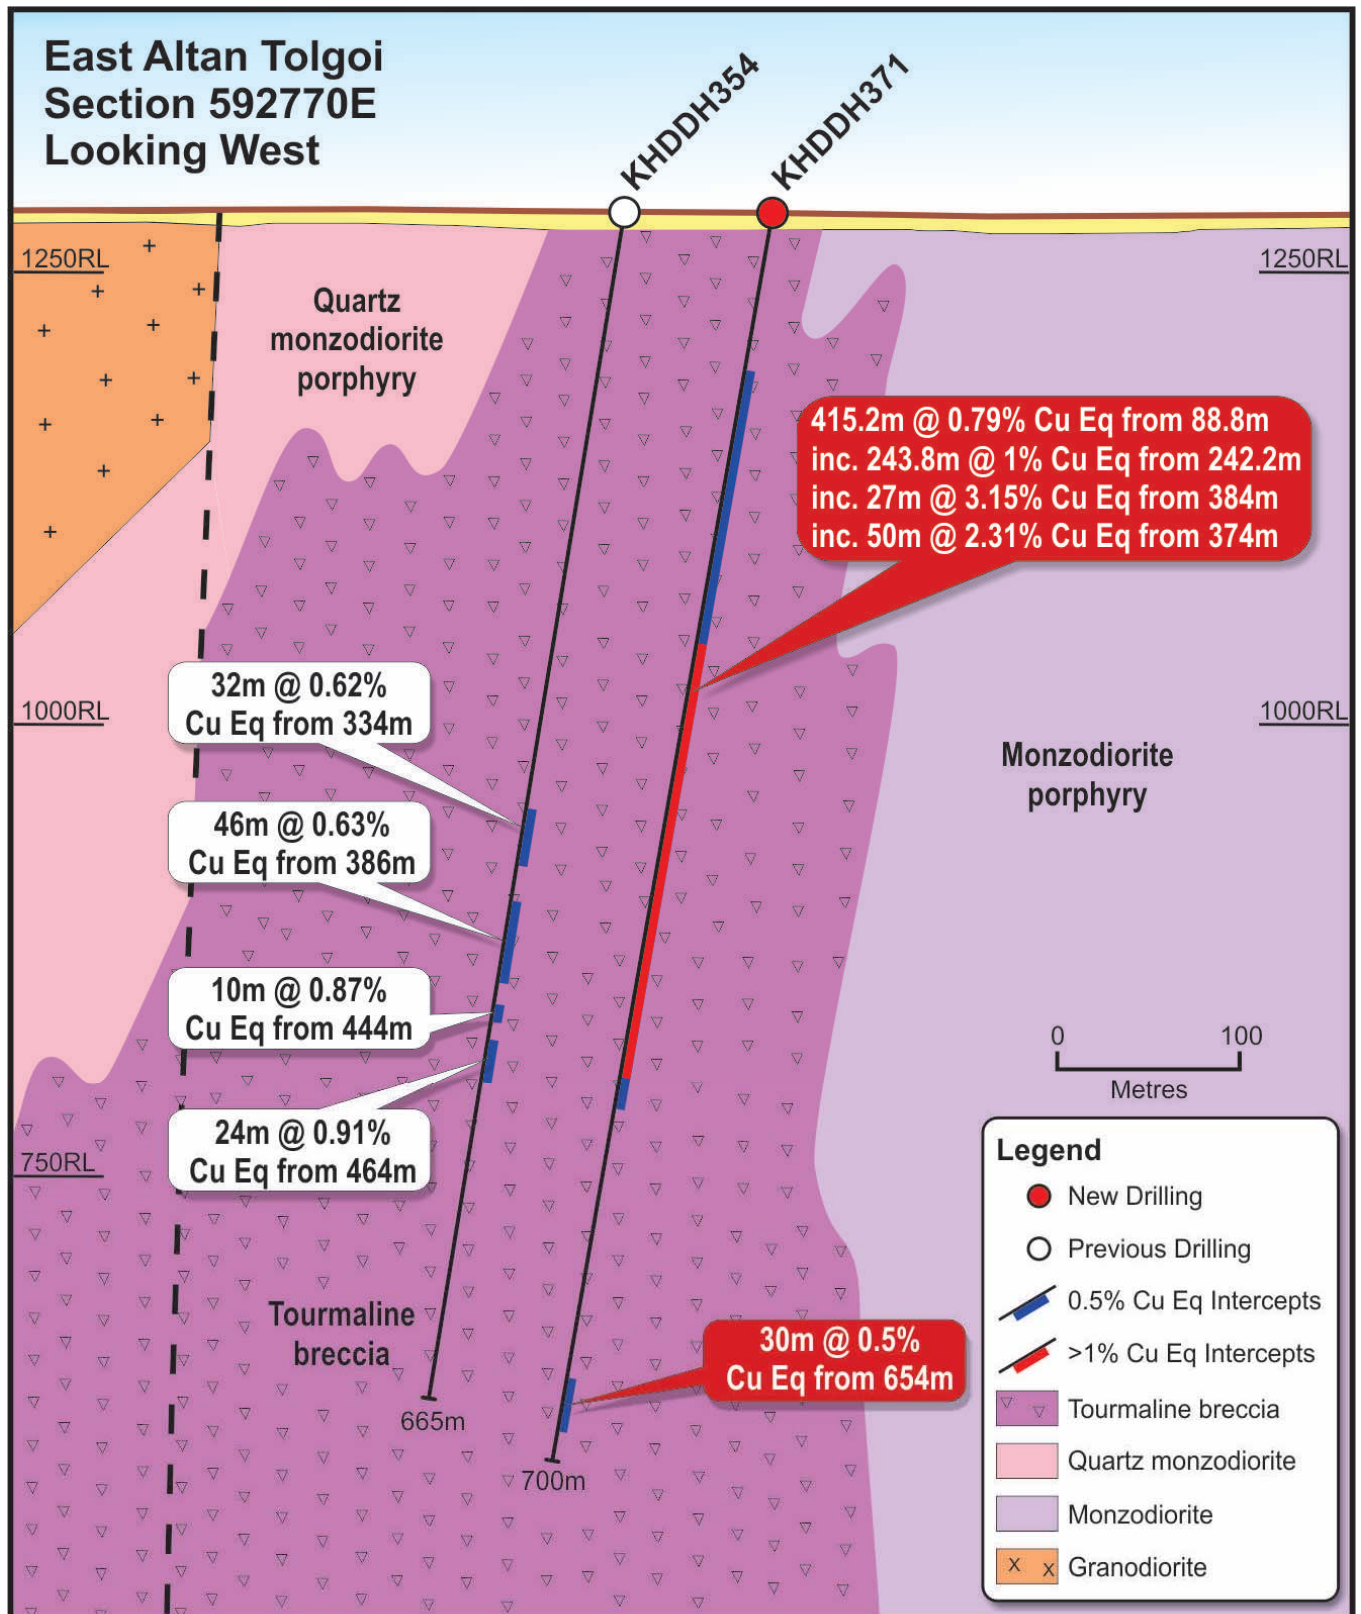 East Altan Tolgoi
Section 592770E
Looking West
KHDDH354
KHDDH371
1250RL
1250RL
Quartz
monzodiorite
porphyry
415.2m @ 0.79% Cu Eq from 88.8m
inc. 243.8m @ 1% Cu Eq from 242.2m
inc. 27m @ 3.15% Cu Eq from 384m
inc. 50m @ 2.31% Cu Eq from 374m
32m @ 0.62%
Cu Eq from 334m
1000RL
1000RL
Monzodiorite
porphyry
46m @ 0.63%
Cu Eq from 386m
10m @ 0.87%
Cu Eq from 444m
0 100
Metres
24m @ 0.91%
Cu Eq from 464m
750RL
Tourmaline
breccia
30m @ 0.5%
Cu Eq from 654m
665m
700m
Legend
New Drilling
Previous Drilling
0.5% Cu Eq Intercepts
>1% Cu Eq Intercepts
Tourmaline breccia
Quartz monzodiorite
Monzodiorite
Granodiorite